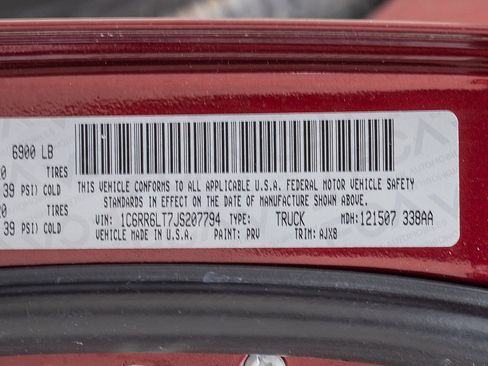 6900 LB
20 TIRES
39 PSI) COLD
20 TIRES
39 PSI) COLD
THIS VEHICLE CONFORMS TO ALL APPLICABLE U.S.A. FEDERAL MOTOR VEHICLE SAFETY
STANDARDS IN EFFECT ON THE DATE OF MANUFACTURE SHOWN ABOVE.
VIN: 1C6RR6LT7JS207794 TYPE: TRUCK MDH: 121507 338AA
VEHICLE MADE IN U.S.A. PAINT: PRV TRIM: AJX8